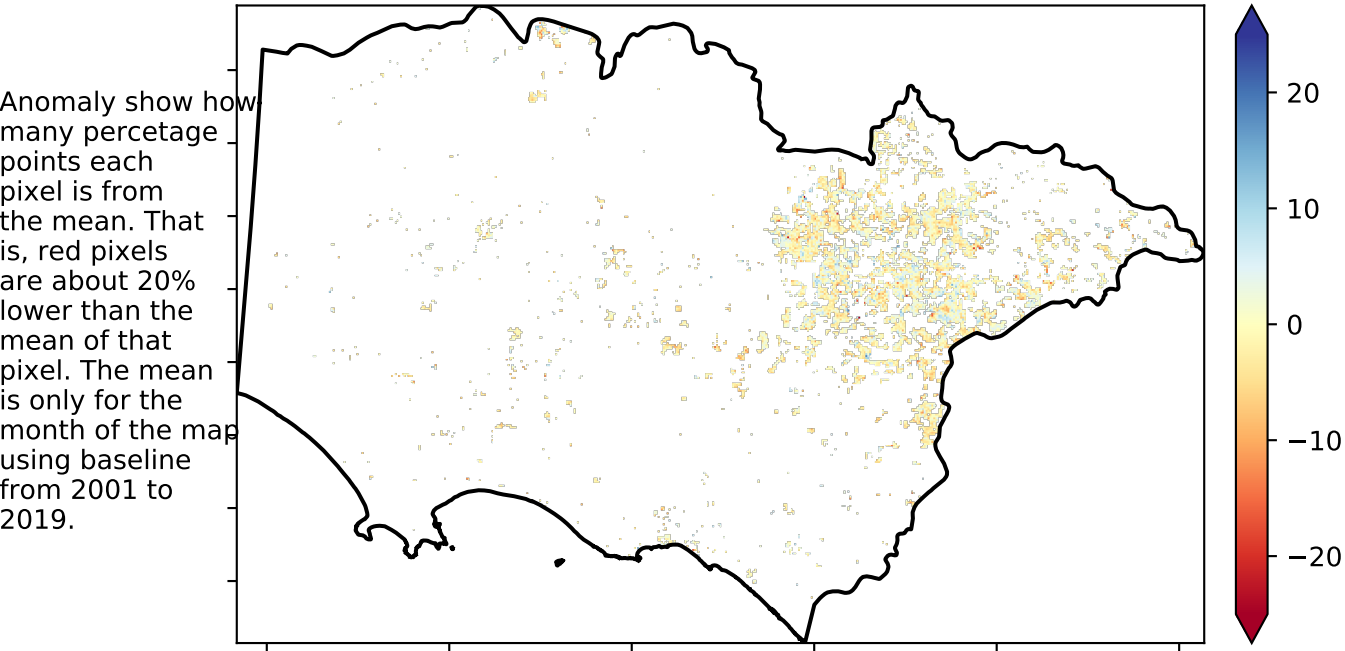 Anomaly show how
many percetage
points each
pixel is from
the mean. That
is, red pixels
are about 20%
lower than the
mean of that
pixel. The mean
is only for the
month of the map
using baseline
from 2001 to
2019.
20
10
0
−10
−20